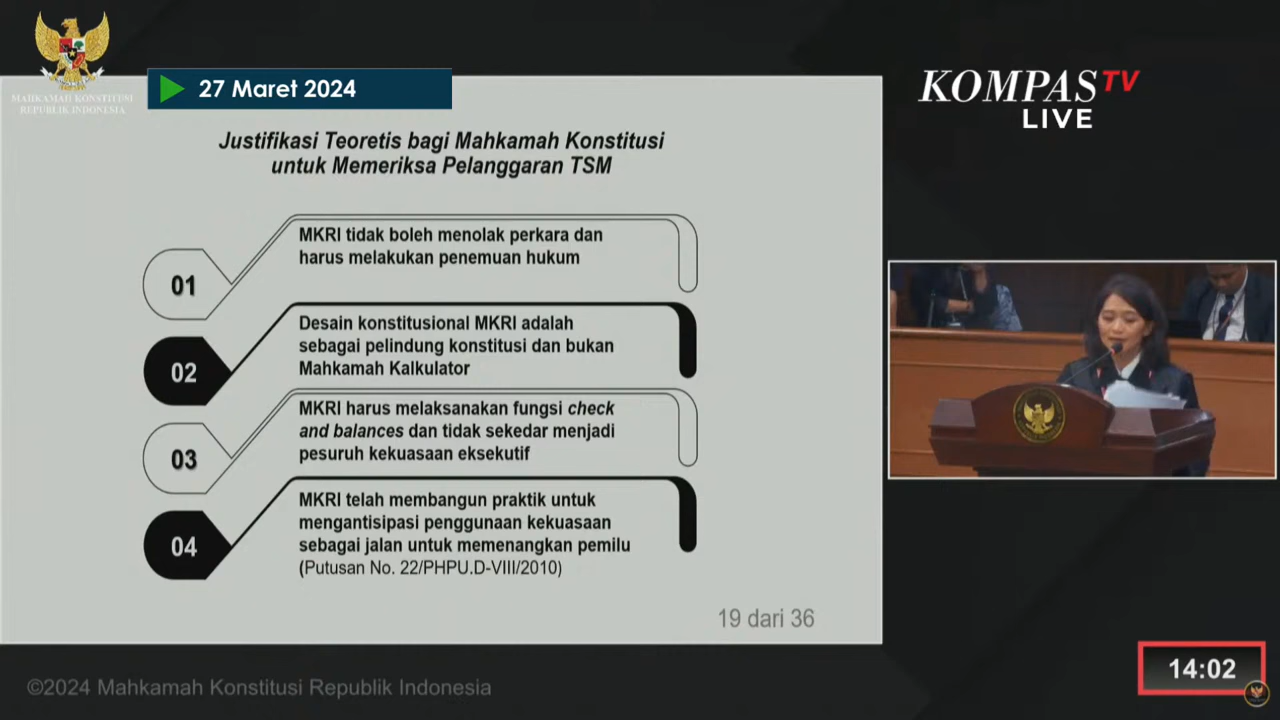 MAHKAMAH KONSTITUSI
REPUBLIK INDONESIA
27 Maret 2024
KOMPAS TV
LIVE
Justifikasi Teoretis bagi Mahkamah Konstitusi
untuk Memeriksa Pelanggaran TSM
01
MKRI tidak boleh menolak perkara dan
harus melakukan penemuan hukum
02
Desain konstitusional MKRI adalah
sebagai pelindung konstitusi dan bukan
Mahkamah Kalkulator
03
MKRI harus melaksanakan fungsi check
and balances dan tidak sekedar menjadi
pesuruh kekuasaan eksekutif
04
MKRI telah membangun praktik untuk
mengantisipasi penggunaan kekuasaan
sebagai jalan untuk memenangkan pemilu
(Putusan No. 22/PHPU.D-VIII/2010)
19 dari 36
14:02
©2024 Mahkamah Konstitusi Republik Indonesia